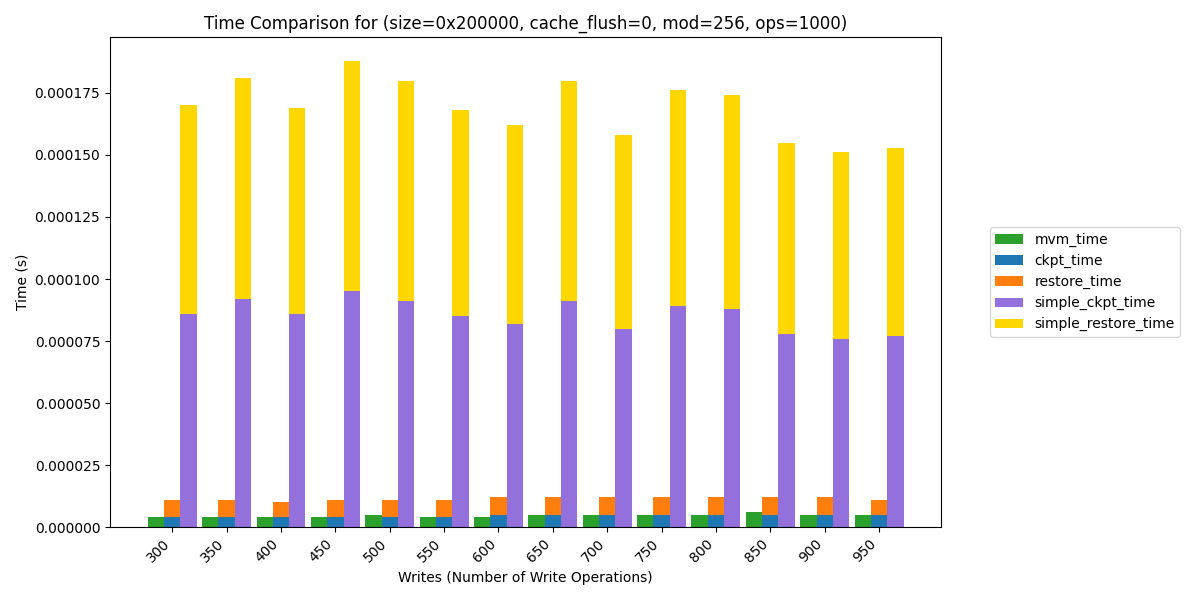 Time Comparison for (size=0x200000, cache_flush=0, mod=256, ops=1000)
Time (s)
0.000175
0.000150
0.000125
0.000100
0.000075
0.000050
0.000025
0.000000
300 350 400 450 500 550 600 650 700 750 800 850 900 950
Writes (Number of Write Operations)
mvm_time
ckpt_time
restore_time
simple_ckpt_time
simple_restore_time